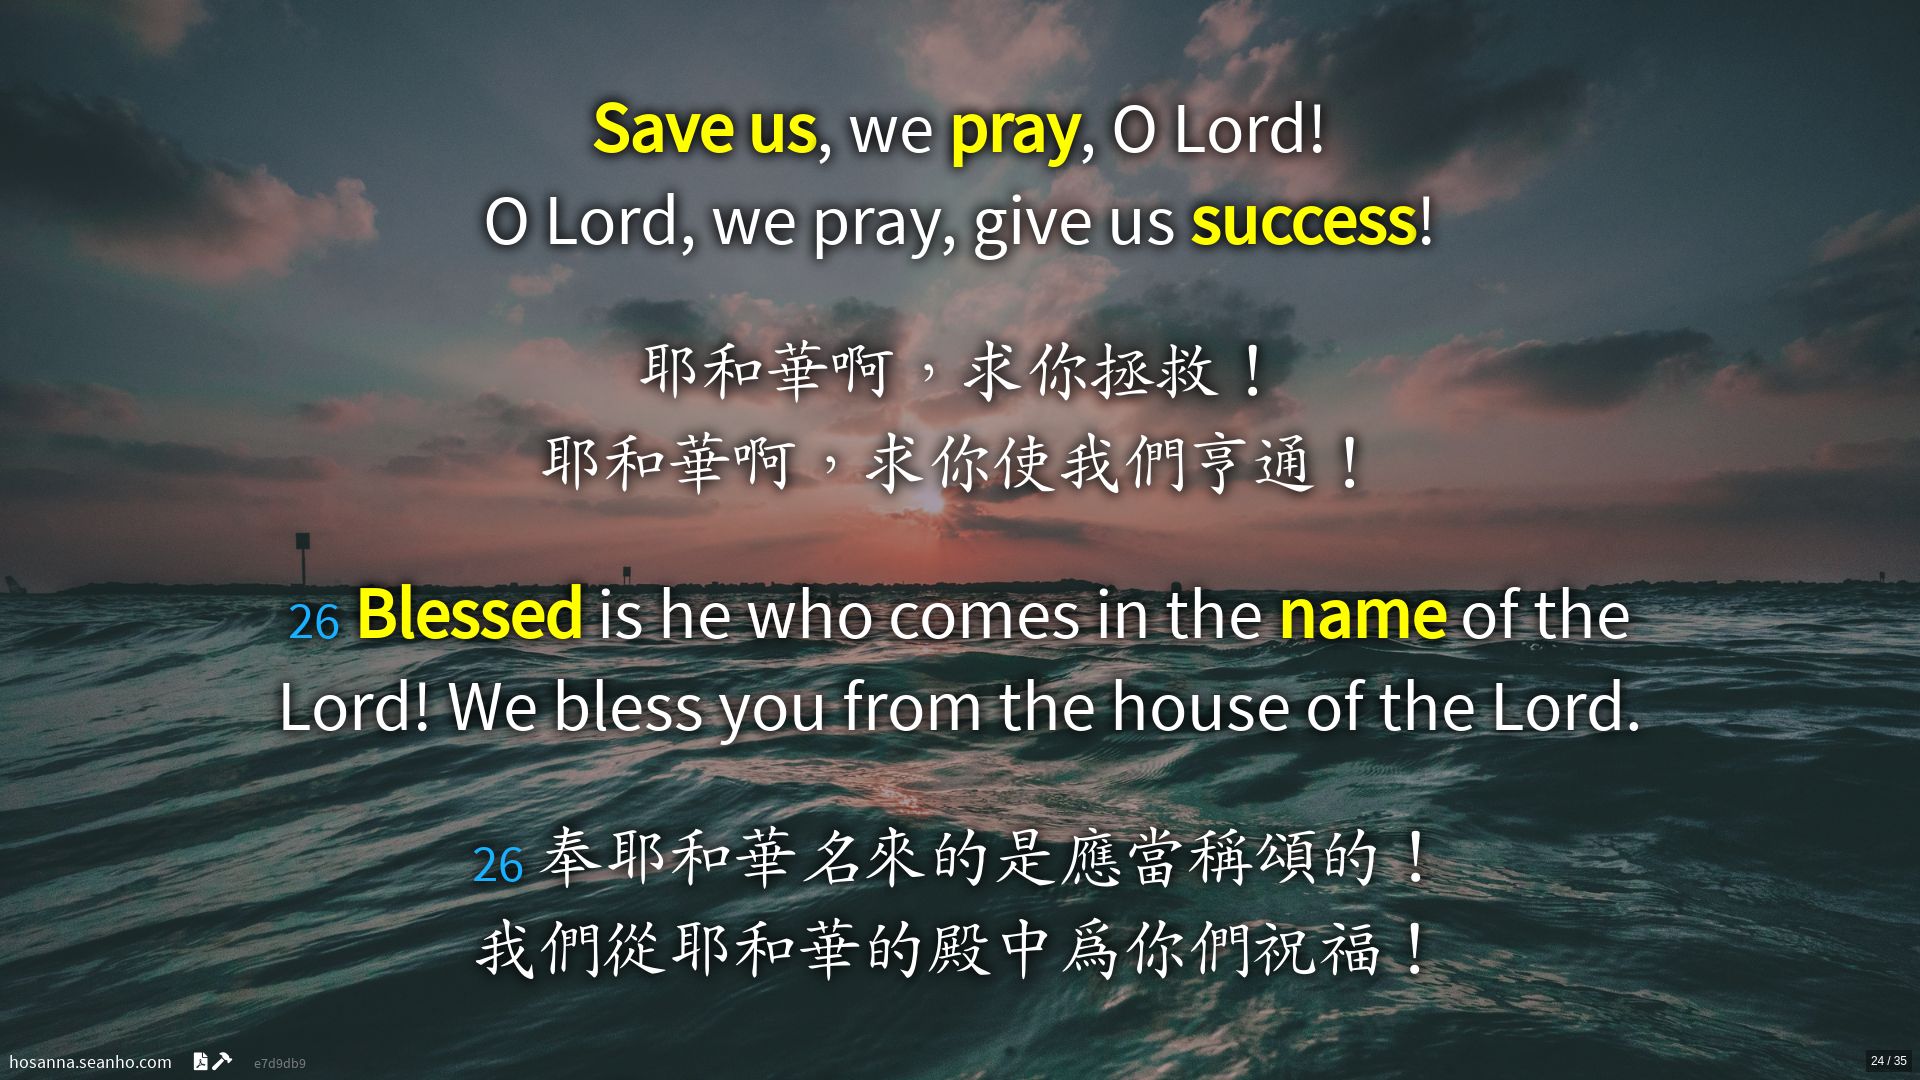 Save us, we pray, O Lord!
O Lord, we pray, give us success!
耶和華啊，求你拯救！
耶和華啊，求你使我們亨通！
26 Blessed is he who comes in the name of the
Lord! We bless you from the house of the Lord.
26 奉耶和華名來的是應當稱頌的！
我們從耶和華的殿中爲你們祝福！
hosanna.seanho.com e7d9db9
24 / 35